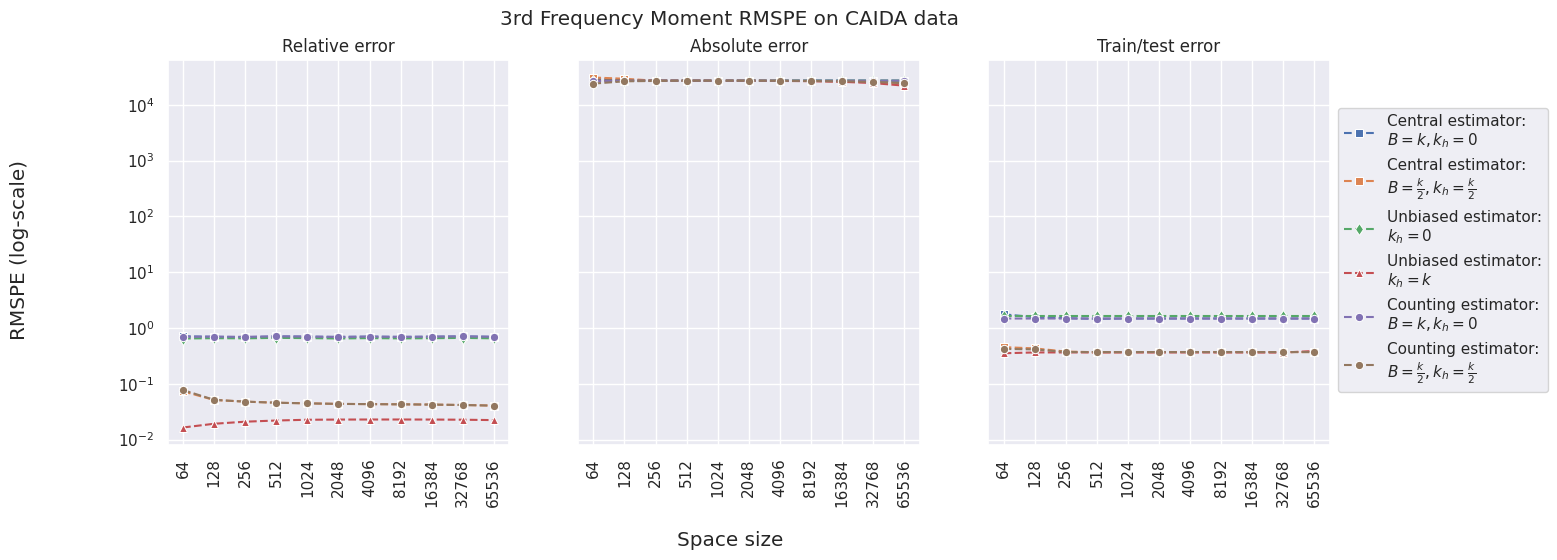 3rd Frequency Moment RMSPE on CAIDA data
Relative error
Absolute error
Train/test error
RMSPE (log-scale)
10^4
10^3
10^2
10^1
10^0
10^{-1}
10^{-2}
64 128 256 512 1024 2048 4096 8192 16384 32768 65536
64 128 256 512 1024 2048 4096 8192 16384 32768 65536
64 128 256 512 1024 2048 4096 8192 16384 32768 65536
Space size
Central estimator:
B = k, k_h = 0
Central estimator:
B = \frac{k}{2}, k_h = \frac{k}{2}
Unbiased estimator:
k_h = 0
Unbiased estimator:
k_h = k
Counting estimator:
B = k, k_h = 0
Counting estimator:
B = \frac{k}{2}, k_h = \frac{k}{2}